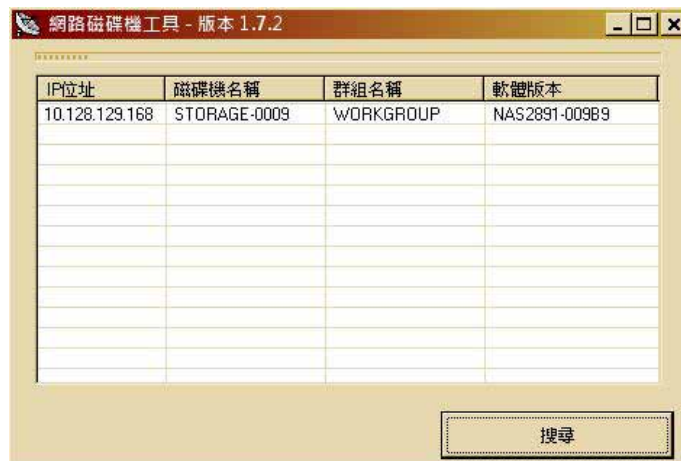 網路磁碟機工具 - 版本 1.7.2
IP位址 磁碟機名稱 群組名稱 軟體版本
10.128.129.168 STORAGE-0009 WORKGROUP NAS2891-009B9
搜尋